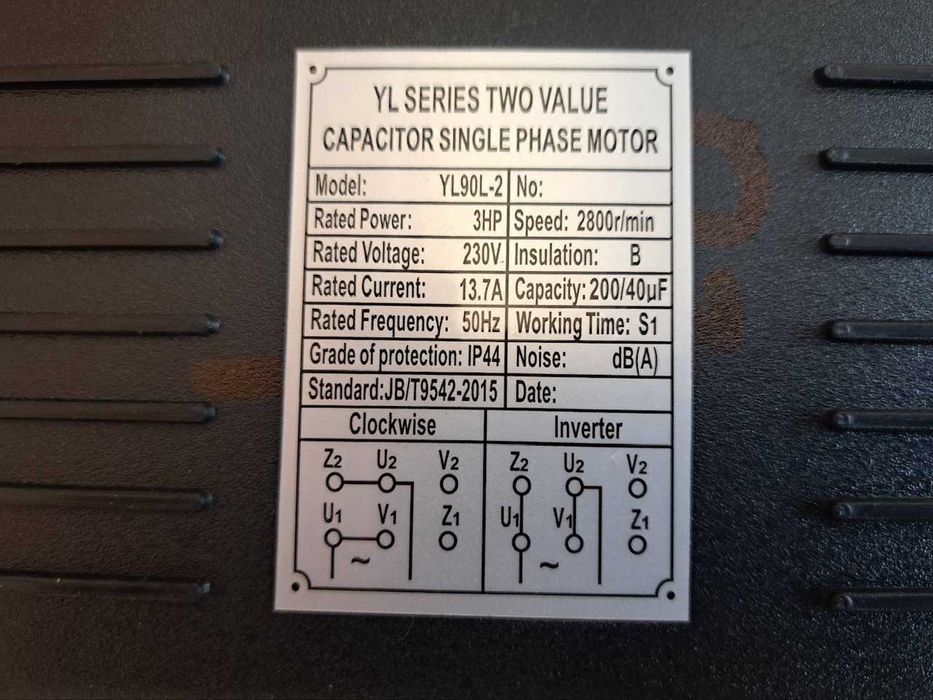 YL SERIES TWO VALUE
CAPACITOR SINGLE PHASE MOTOR
Model: YL90L-2 No:
Rated Power: 3HP Speed: 2800r/min
Rated Voltage: 230V Insulation: B
Rated Current: 13.7A Capacity: 200/40μF
Rated Frequency: 50Hz Working Time: S1
Grade of protection: IP44 Noise: dB(A)
Standard:JB/T9542-2015 Date:
Clockwise Inverter
Z2 U2 V2 Z2 U2 V2
U1 V1 Z1 U1 V1 Z1
~ ~